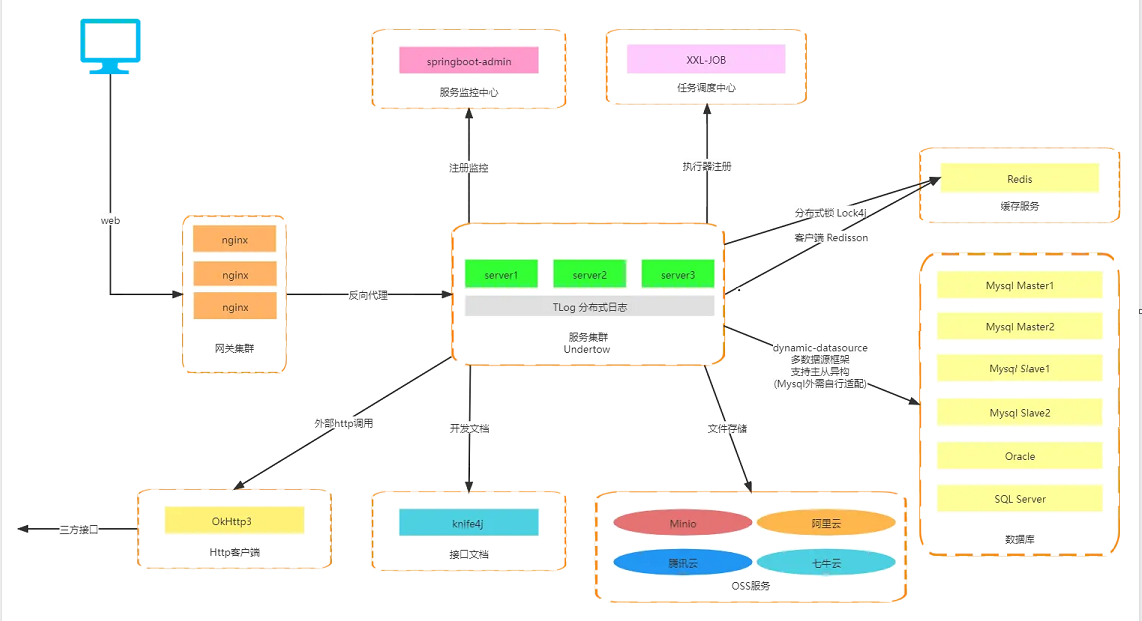 springboot-admin
服务监控中心
XXL-JOB
任务调度中心
注册监控
执行器注册
Redis
缓存服务
web
nginx
nginx
nginx
网关集群
反向代理
server1
server2
server3
TLog 分布式日志
服务集群
Undertow
分布式锁 Lock4j
客户端 Redisson
dynamic-datasource
多数据源框架
支持主从异构
(Mysql外需自行适配)
Mysql Master1
Mysql Master2
Mysql Slave1
Mysql Slave2
Oracle
SQL Server
数据库
外部http调用
开发文档
文件存储
三方接口
OkHttp3
Http客户端
knife4j
接口文档
Minio
阿里云
腾讯云
七牛云
OSS服务